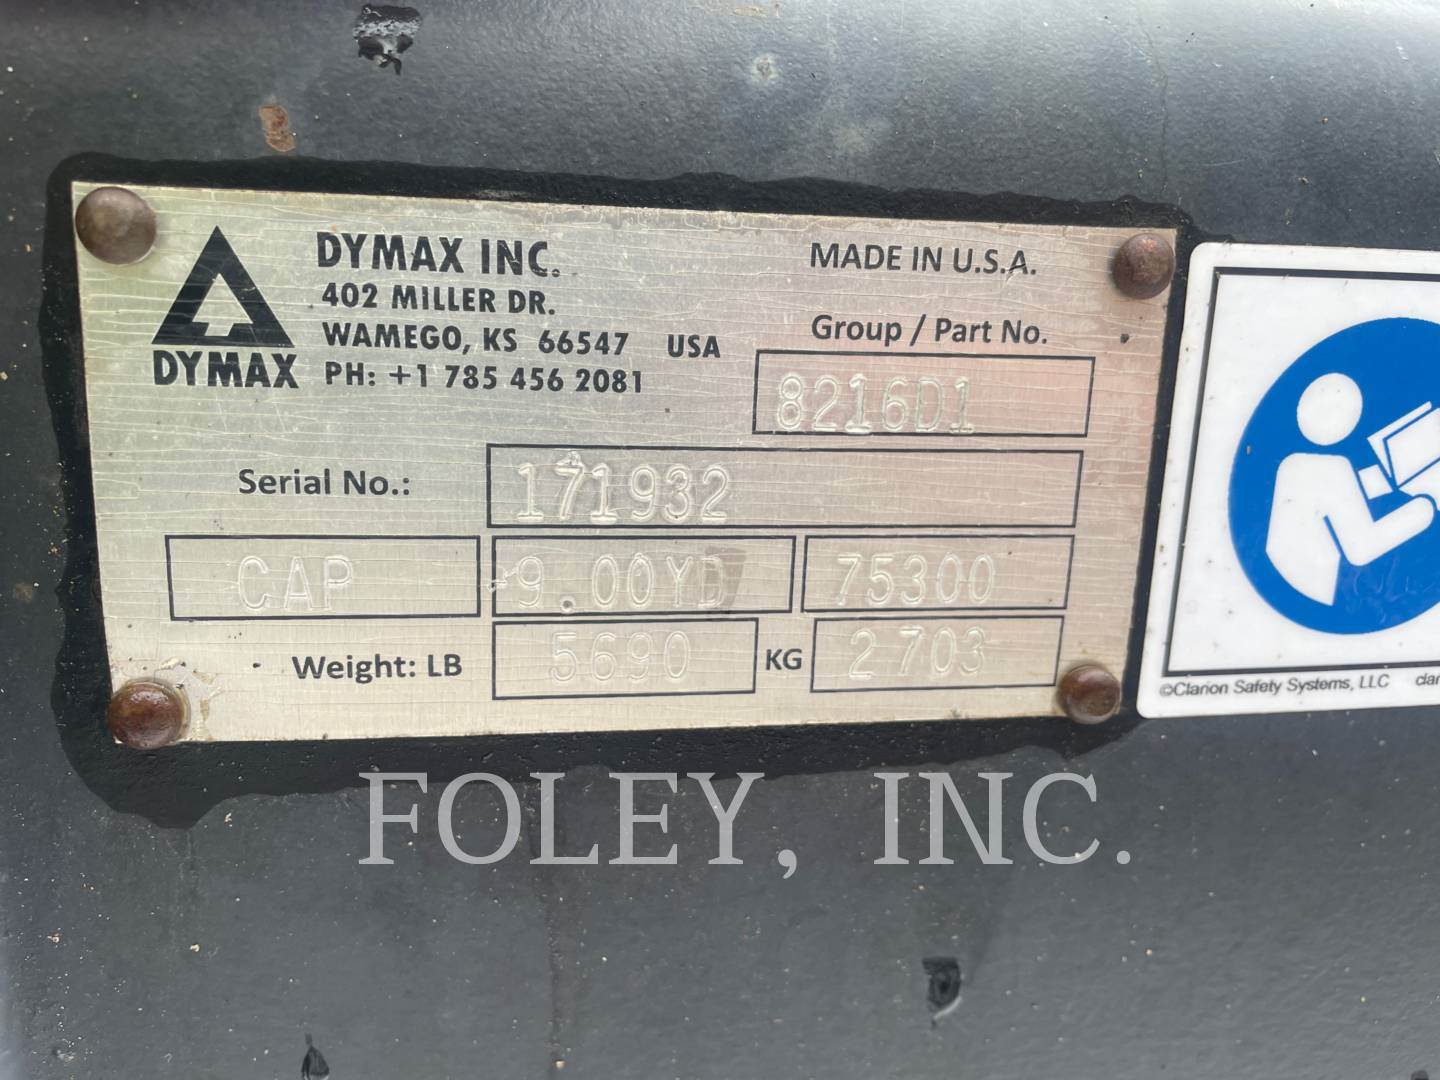 DYMAX INC.
402 MILLER DR.
WAMEGO, KS 66547 USA
PH: +1 785 456 2081
DYMAX
MADE IN U.S.A.
Group / Part No.
8216D1
Serial No.: 171932
CAP 9.00YD 75300
Weight: LB 5690 KG 2703
©Clarion Safety Systems, LLC
FOLEY, INC.